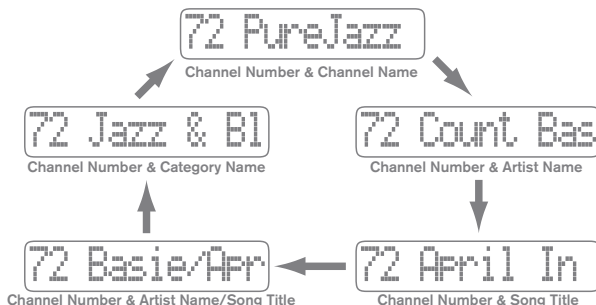 72 PureJazz
Channel Number & Channel Name
72 Jazz & Bl
72 Count Bas
Channel Number & Category Name
Channel Number & Artist Name
72 Basie/Apr
72 April In
Channel Number & Artist Name/Song Title
Channel Number & Song Title